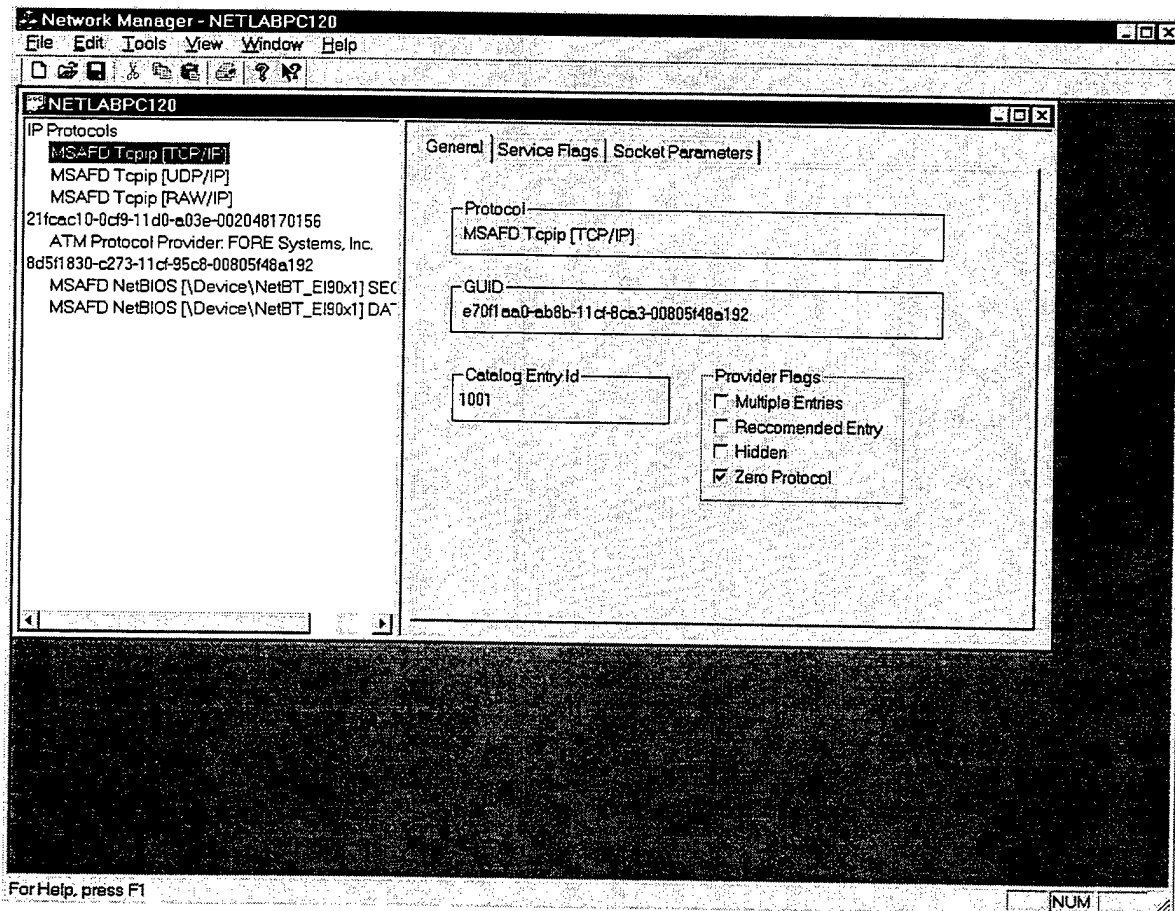 Network Manager - NETLABPC120
File Edit Tools View Window Help
NETLABPC120
IP Protocols
MSAFD Tcpip [TCP/IP]
MSAFD Tcpip [UDP/IP]
MSAFD Tcpip [RAW/IP]
21fcac10-0cf9-11d0-a03e-002048170156
ATM Protocol Provider: FORE Systems, Inc.
8d5f1830-c273-11cf-95c8-00805f48a192
MSAFD NetBIOS [\Device\NetBT_El90x1] SEQ
MSAFD NetBIOS [\Device\NetBT_El90x1] DAT
General Service Flags Socket Parameters
Protocol
MSAFD Tcpip [TCP/IP]
GUID
e70f1aa0-ab8b-11cf-8ca3-00805f48a192
Catalog Entry Id
1001
Provider Flags
Multiple Entries
Reccomended Entry
Hidden
Zero Protocol
For Help, press F1
NUM